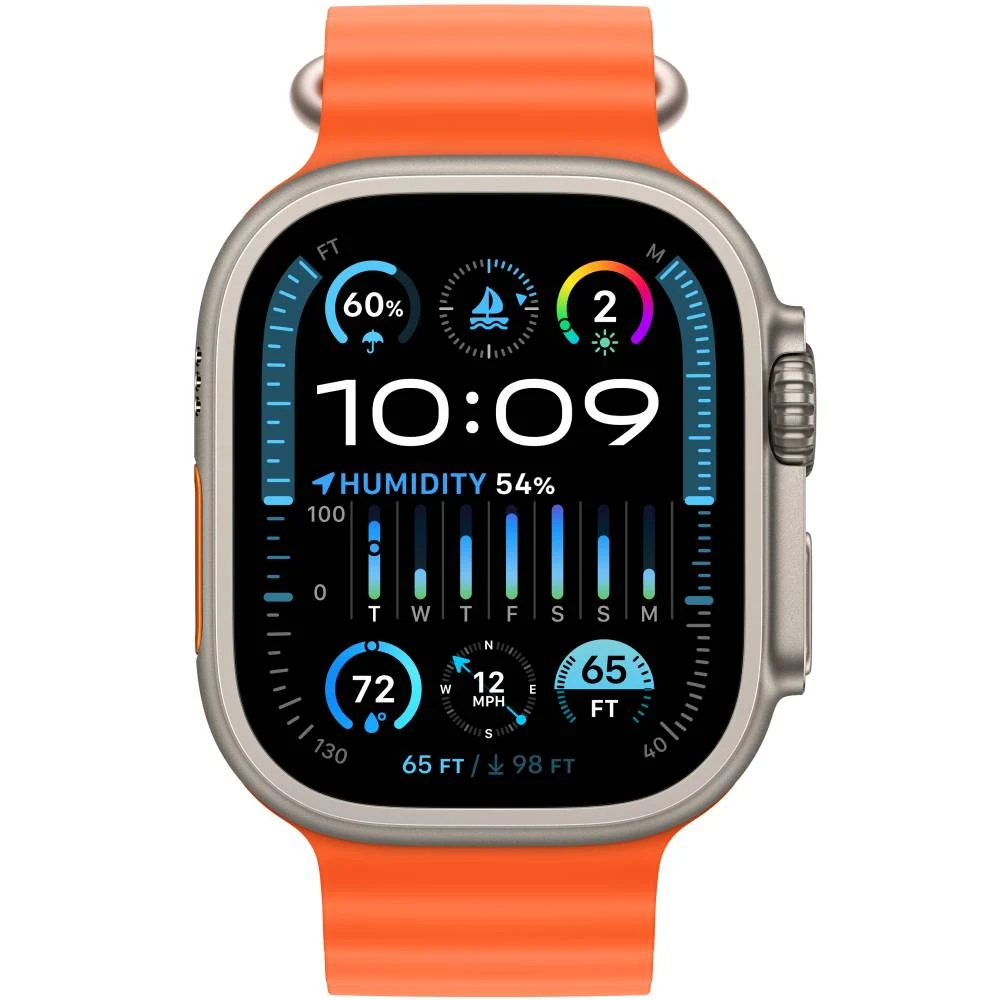 FT
M
60%
2
10:09
HUMIDITY 54%
100
0
T W T F S S M
72
N
W
E
S
12
MPH
65
FT
130
40
65 FT / ↓ 98 FT